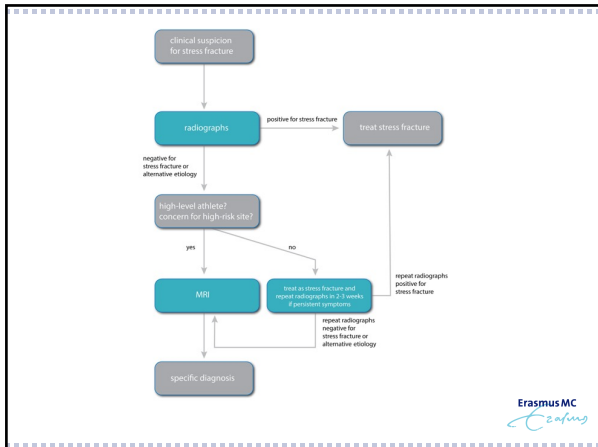 clinical suspicion
for stress fracture
radiographs
positive for stress fracture
treat stress fracture
negative for
stress fracture or
alternative etiology
high-level athlete?
concern for high-risk site?
yes
no
MRI
treat as stress fracture and
repeat radiographs in 2-3 weeks
if persistent symptoms
repeat radiographs
positive for
stress fracture
repeat radiographs
negative for
stress fracture or
alternative etiology
specific diagnosis
Erasmus MC
Erasmus